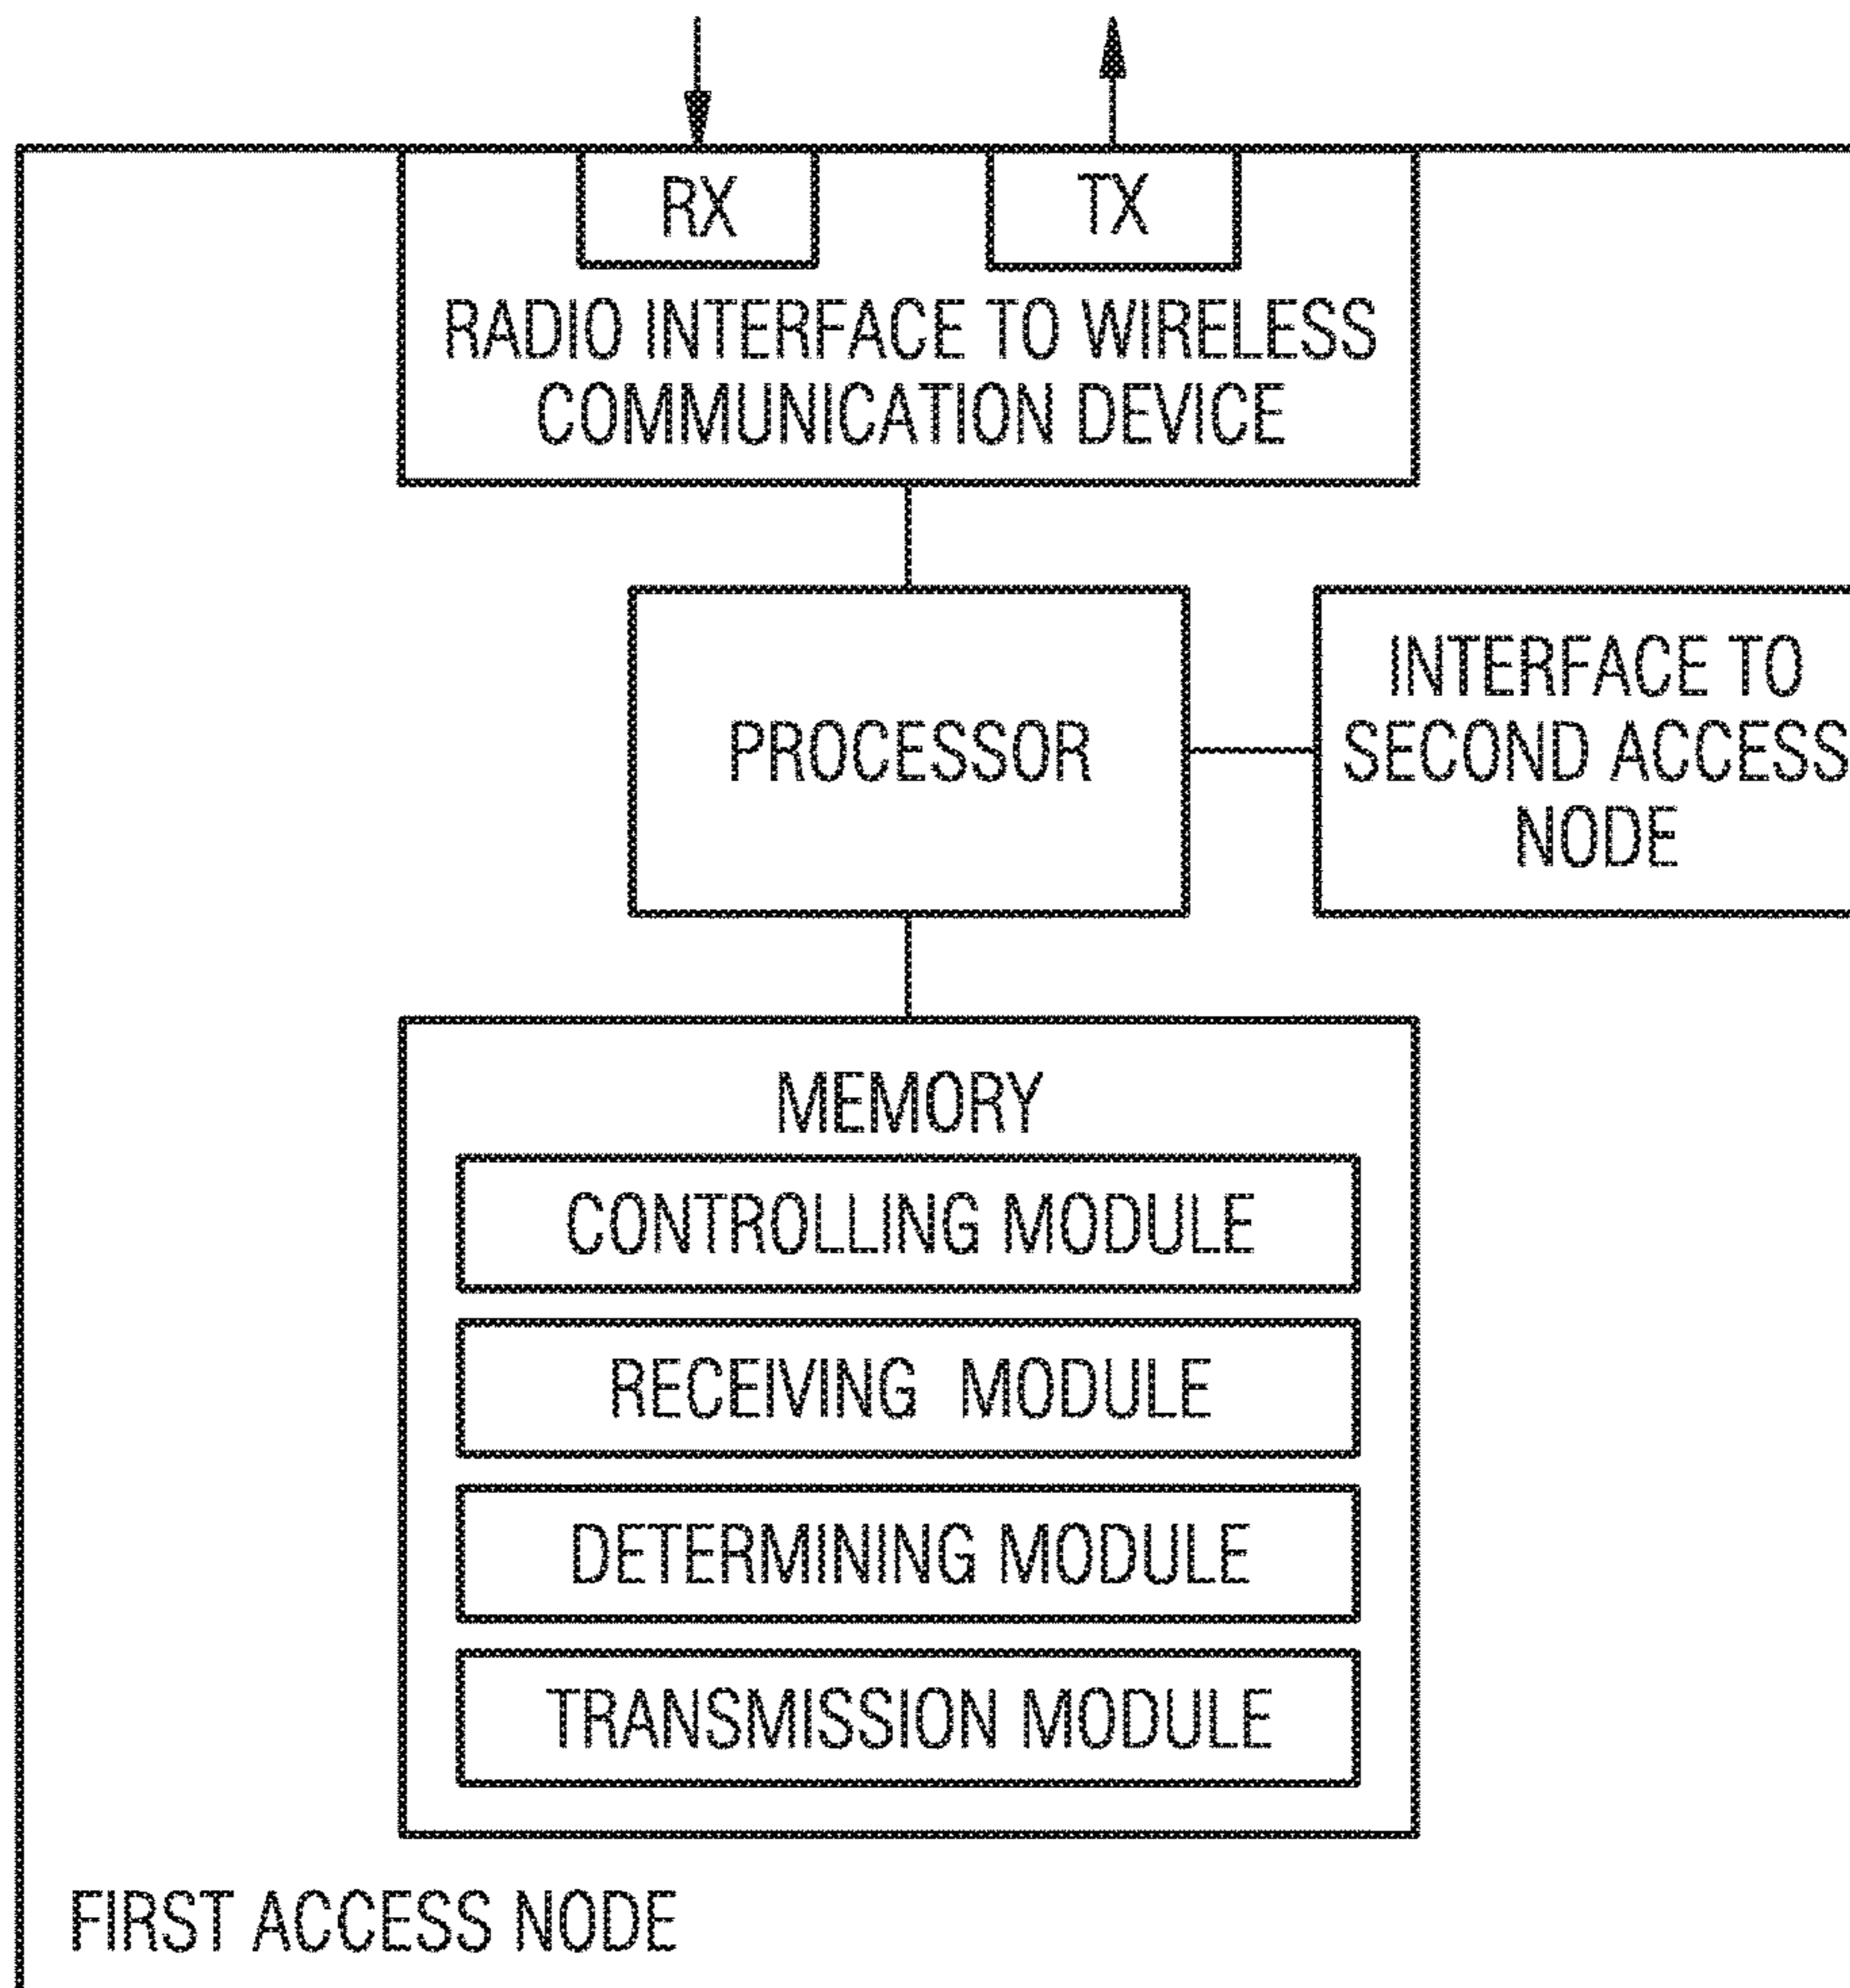 RX
TX
RADIO INTERFACE TO WIRELESS
COMMUNICATION DEVICE
PROCESSOR
INTERFACE TO
SECOND ACCESS
NODE
MEMORY
CONTROLLING MODULE
RECEIVING MODULE
DETERMINING MODULE
TRANSMISSION MODULE
FIRST ACCESS NODE